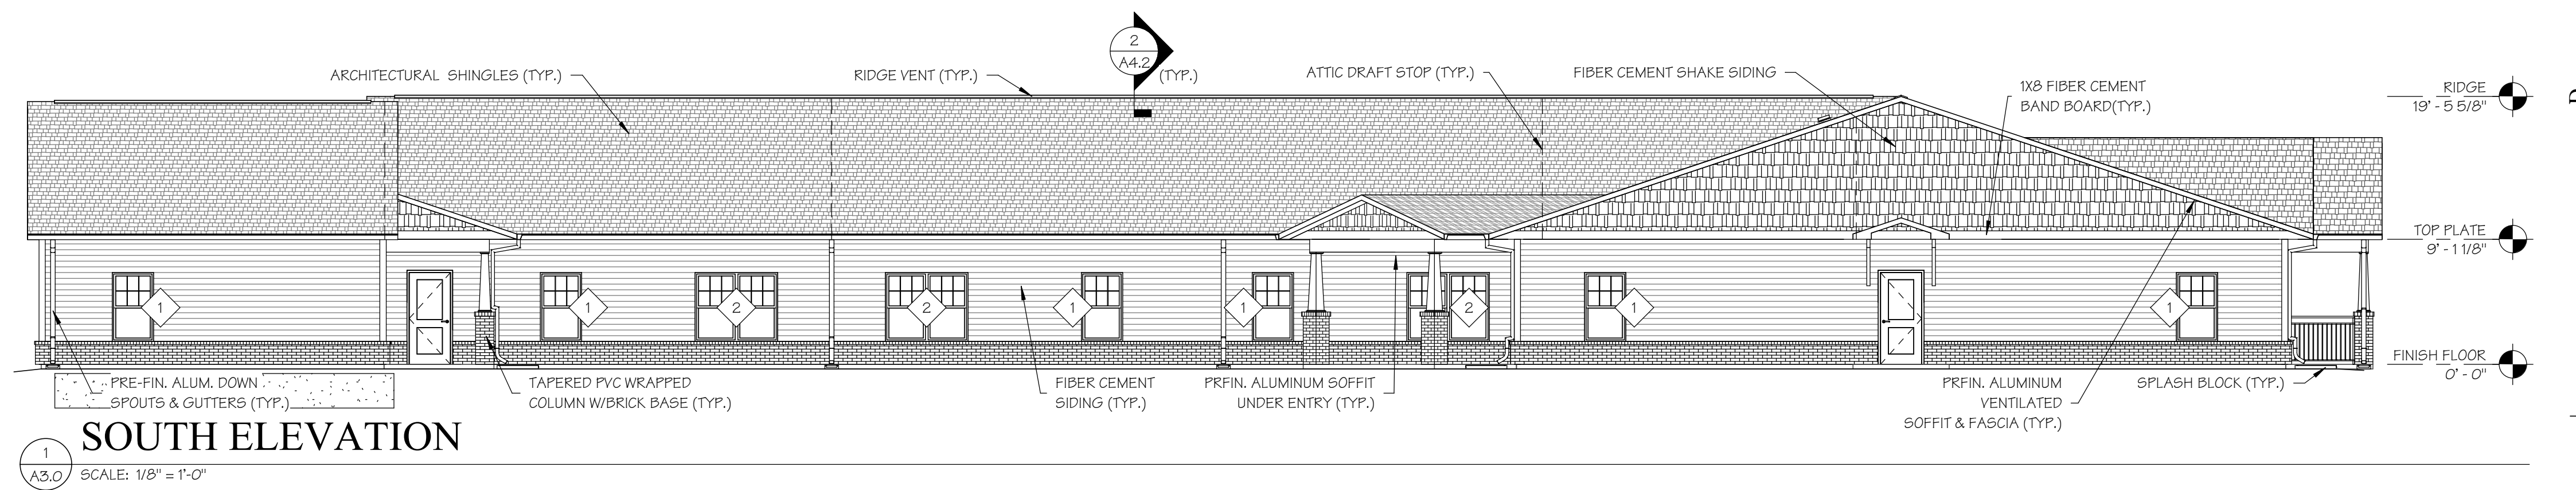 2
A4.2
(TYP.)
ARCHITECTURAL SHINGLES (TYP.)
RIDGE VENT (TYP.)
ATTIC DRAFT STOP (TYP.)
FIBER CEMENT SHAKE SIDING
1X8 FIBER CEMENT
BAND BOARD(TYP.)
RIDGE
19' - 5 5/8"
TOP PLATE
9' - 1 1/8"
1
1
2
2
1
1
2
1
1
FINISH FLOOR
0' - 0"
PRE-FIN. ALUM. DOWN
SPOUTS & GUTTERS (TYP.)
TAPERED PVC WRAPPED
COLUMN W/BRICK BASE (TYP.)
FIBER CEMENT
SIDING (TYP.)
PRFIN. ALUMINUM SOFFIT
UNDER ENTRY (TYP.)
PRFIN. ALUMINUM
VENTILATED
SOFFIT & FASCIA (TYP.)
SPLASH BLOCK (TYP.)
1
A3.0
SOUTH ELEVATION
SCALE: 1/8" = 1'-0"